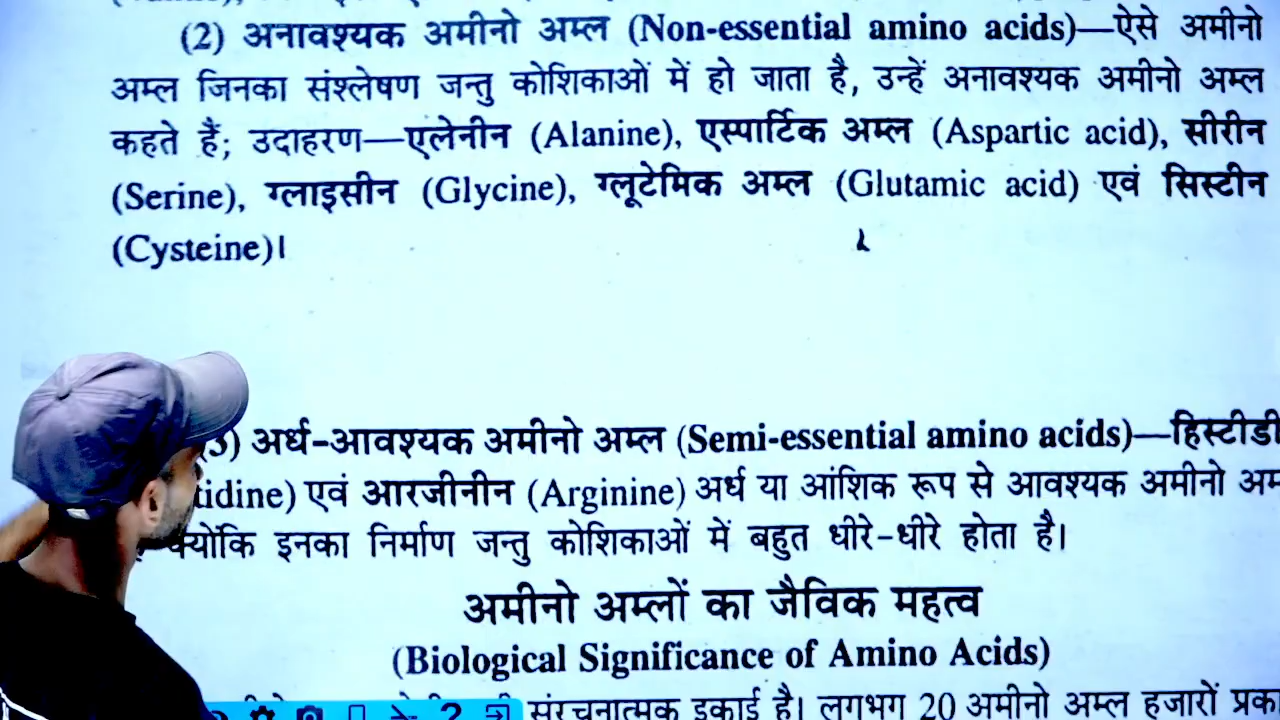 (2) अनावश्यक अमीनो अम्ल (Non-essential amino acids)—ऐसे अमीनो
अम्ल जिनका संश्लेषण जन्तु कोशिकाओं में हो जाता है, उन्हें अनावश्यक अमीनो अम्ल
कहते हैं; उदाहरण—एलेनीन (Alanine), एस्पार्टिक अम्ल (Aspartic acid), सीरीन
(Serine), ग्लाइसीन (Glycine), ग्लूटेमिक अम्ल (Glutamic acid) एवं सिस्टीन
(Cysteine)।
3) अर्ध-आवश्यक अमीनो अम्ल (Semi-essential amino acids)—हिस्टीडी
tidine) एवं आरजीनीन (Arginine) अर्ध या आंशिक रूप से आवश्यक अमीनो अम
क्योंकि इनका निर्माण जन्तु कोशिकाओं में बहुत धीरे-धीरे होता है।
अमीनो अम्लों का जैविक महत्व
(Biological Significance of Amino Acids)
संरचनात्मक इकाई है। लगभग 20 अमीनो अम्ल हजारों प्रका